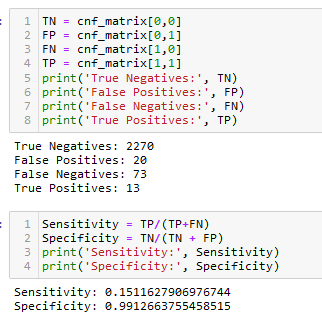 1 TN = cnf_matrix[0,0]
2 FP = cnf_matrix[0,1]
3 FN = cnf_matrix[1,0]
4 TP = cnf_matrix[1,1]
5 print('True Negatives:', TN)
6 print('False Positives:', FP)
7 print('False Negatives:', FN)
8 print('True Positives:', TP)
True Negatives: 2270
False Positives: 20
False Negatives: 73
True Positives: 13
1 Sensitivity = TP/(TP+FN)
2 Specificity = TN/(TN + FP)
3 print('Sensitivity:', Sensitivity)
4 print('Specificity:', Specificity)
Sensitivity: 0.1511627906976744
Specificity: 0.9912663755458515